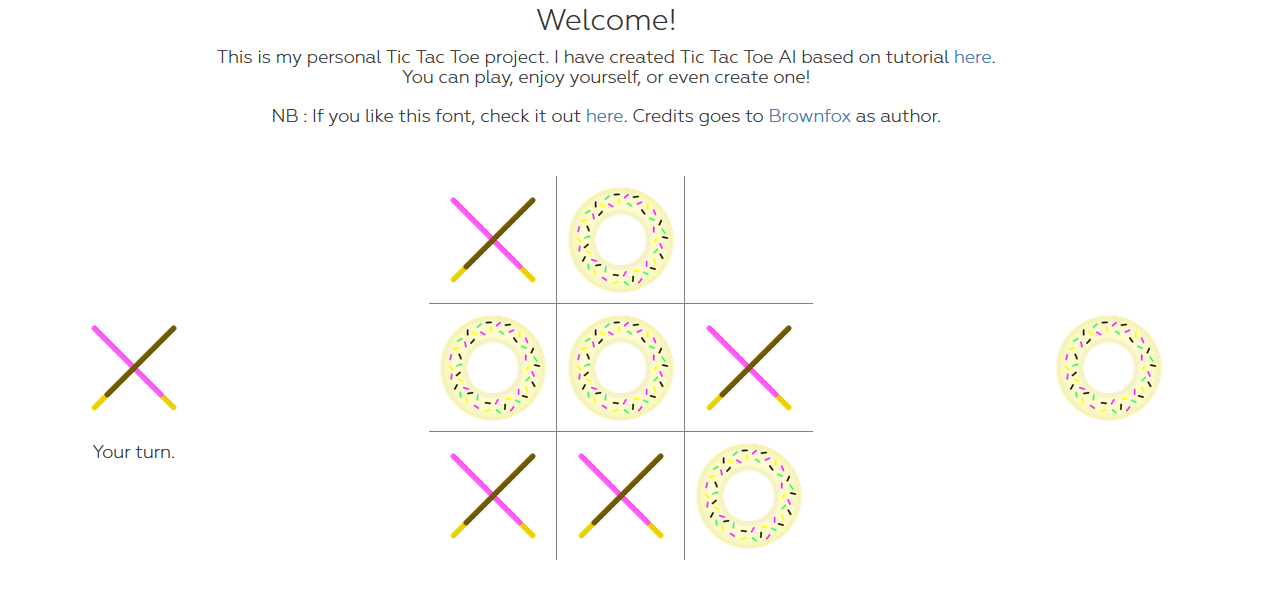 Welcome!
This is my personal Tic Tac Toe project. I have created Tic Tac Toe AI based on tutorial here.
You can play, enjoy yourself, or even create one!
NB : If you like this font, check it out here. Credits goes to Brownfox as author.
Your turn.